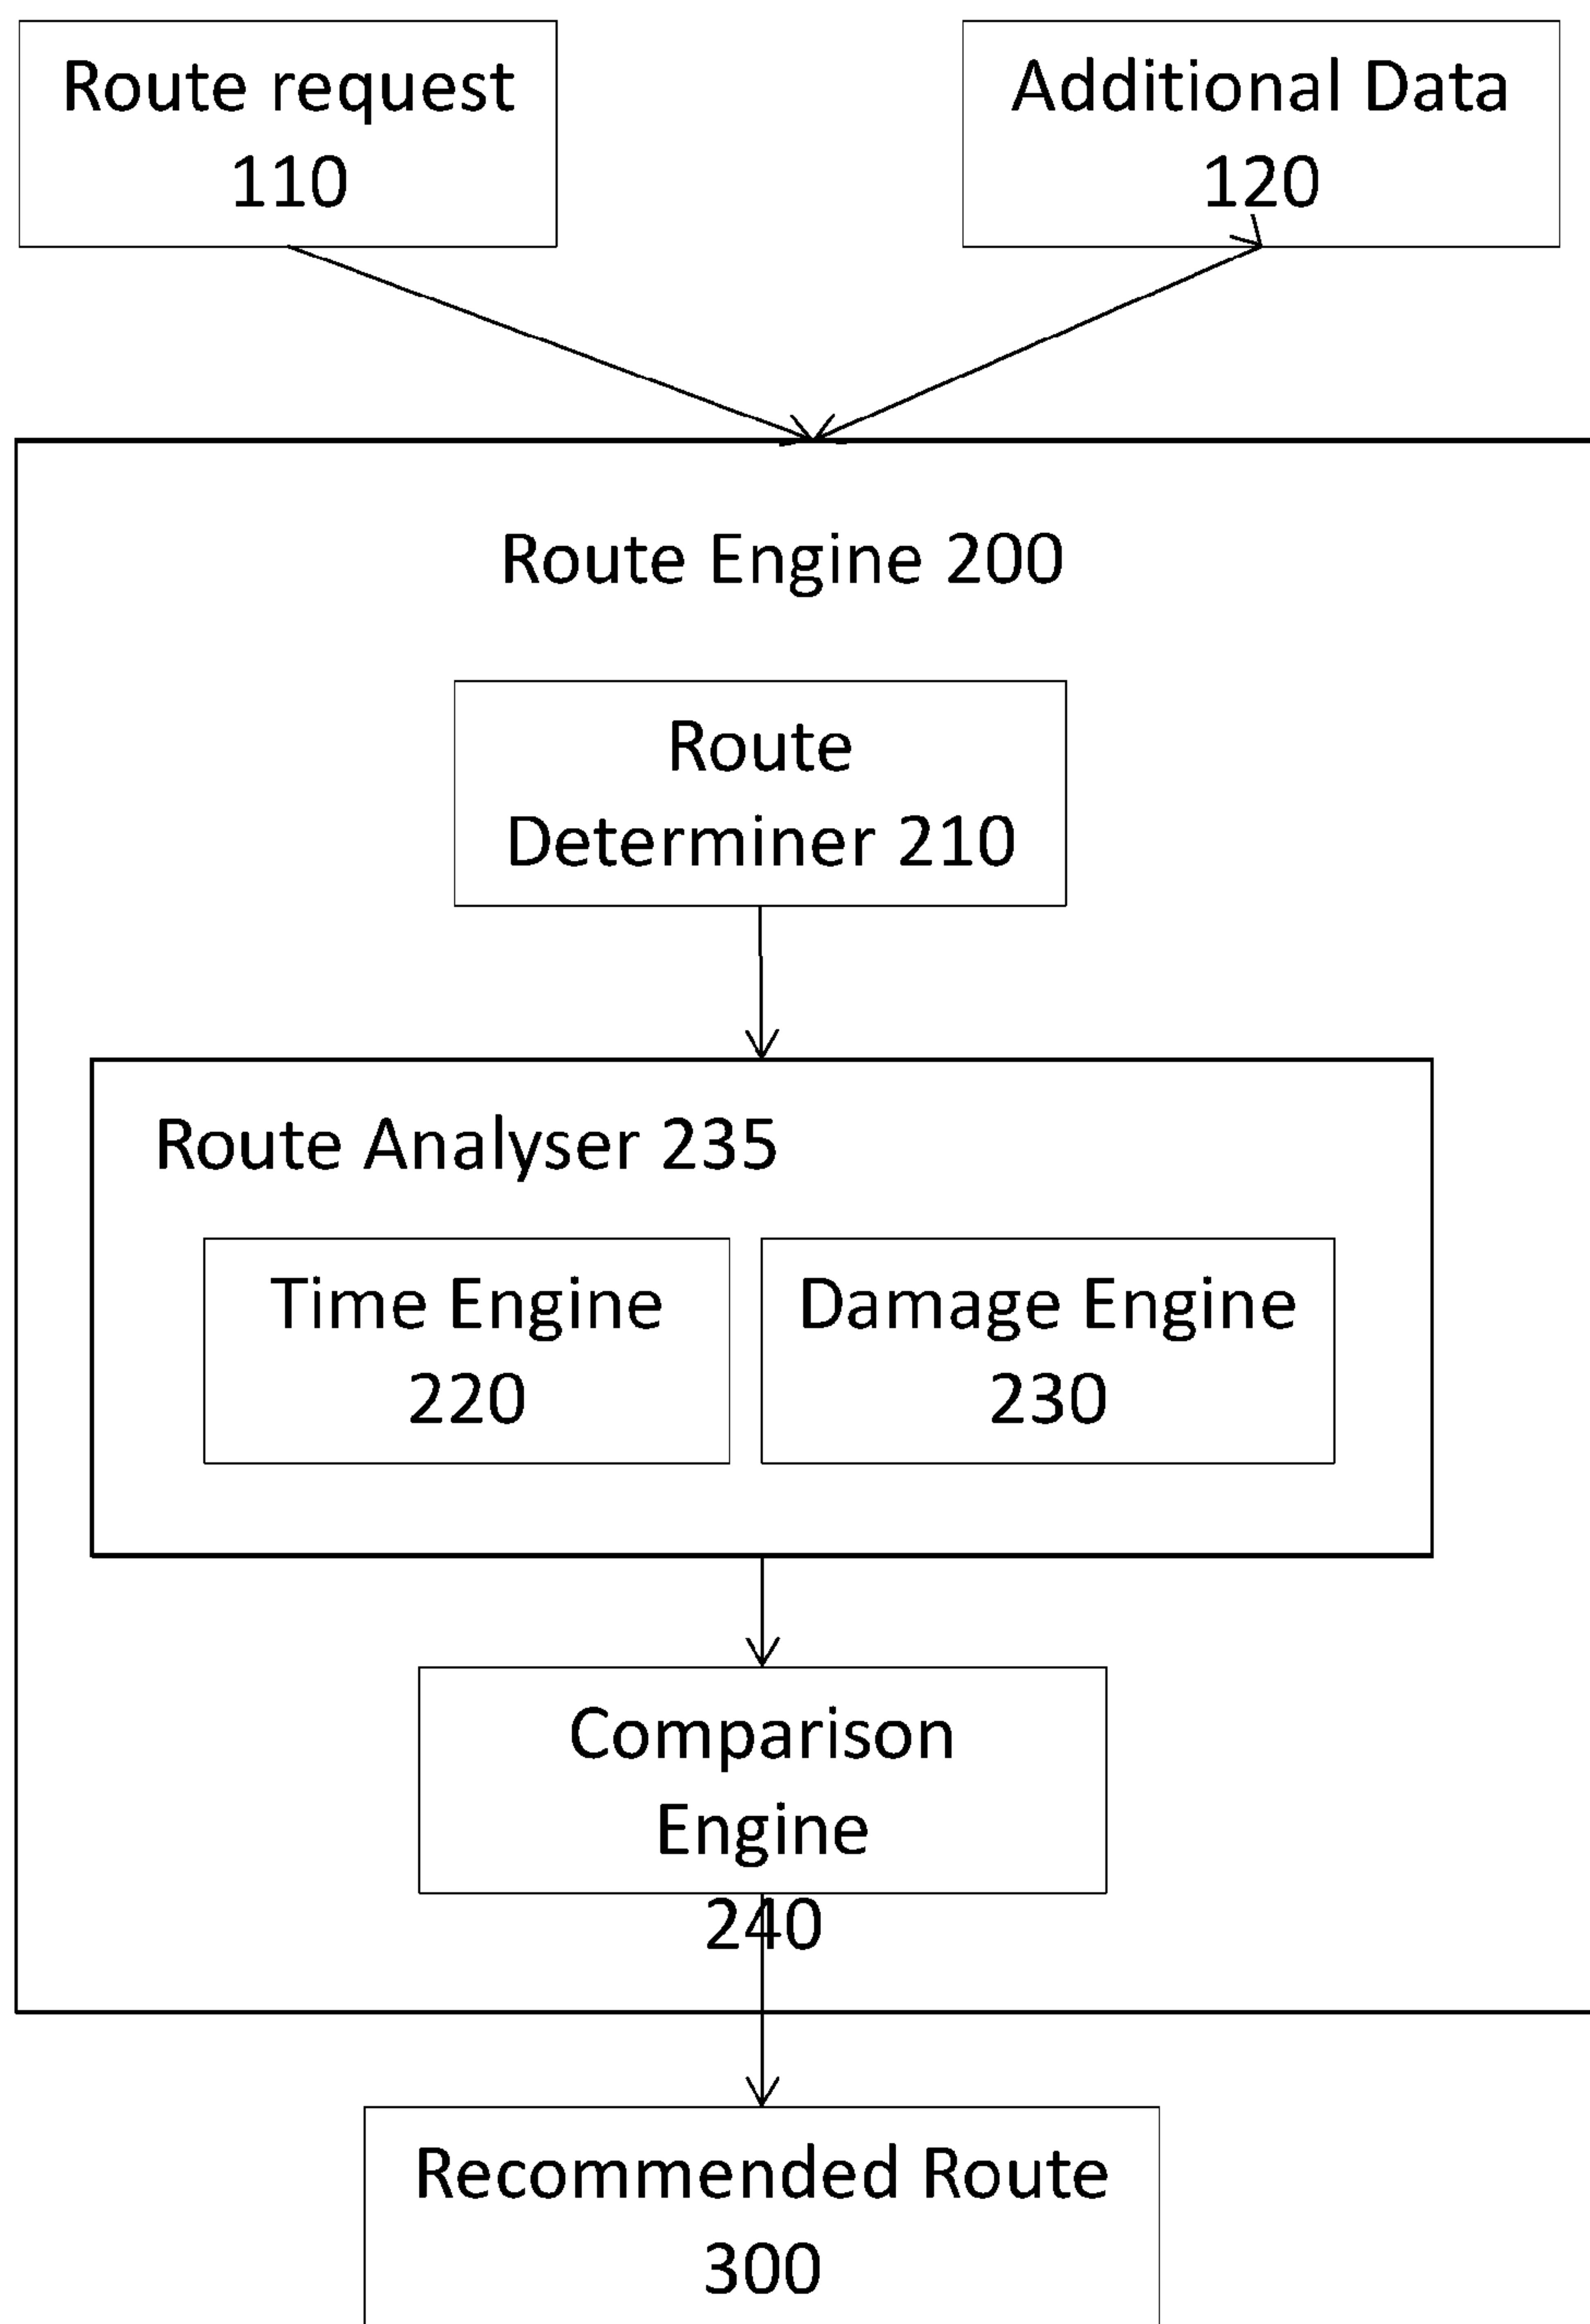 Route request
110
Additional Data
120
Route Engine 200
Route
Determiner 210
Route Analyser 235
Time Engine
220
Damage Engine
230
Comparison
Engine
240
Recommended Route
300